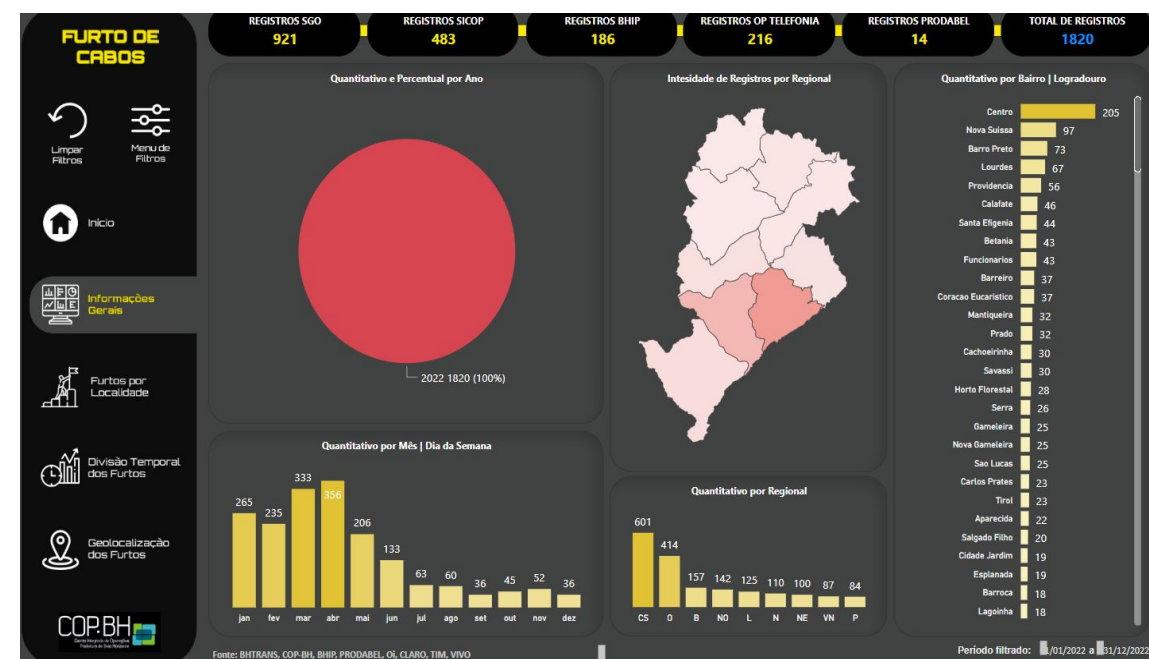 FURTO DE
CABOS
Limpar
Filtros
Menu de
Filtros
Início
Informações
Gerais
Furtos por
Localidade
Divisão Temporal
dos Furtos
Geolocalização
dos Furtos
COP.BH
REGISTROS SGO
921
REGISTROS SICOP
483
REGISTROS BHIP
186
REGISTROS OP TELEFONIA
216
REGISTROS PRODABEL
14
TOTAL DE REGISTROS
1820
Quantitativo e Percentual por Ano
2022 1820 (100%)
Intesidade de Registros por Regional
Quantitativo por Mês | Dia da Semana
265 235 333 356 206 133 63 60 36 45 52 36
jan fev mar abr mai jun jul ago set out nov dez
Quantitativo por Regional
601 414 157 142 125 110 100 87 84
CS O B NO L N NE VN P
Quantitativo por Bairro | Logradouro
Centro 205
Nova Suissa 97
Barro Preto 73
Lourdes 67
Providencia 56
Calafate 46
Santa Efigenia 44
Betania 43
Funcionarios 43
Barreiro 37
Coracao Eucaristico 37
Mantiqueira 32
Prado 32
Cachoeirinha 30
Savassi 30
Horto Florestal 28
Serra 26
Gameleira 25
Nova Gameleira 25
Sao Lucas 25
Carlos Prates 23
Tirol 23
Aparecida 22
Salgado Filho 20
Cidade Jardim 19
Esplanada 19
Barroca 18
Lagoinha 18
Fonte: BHTRANS, COP-BH, BHIP, PRODABEL, Oi, CLARO, TIM, VIVO
Período filtrado: /01/2022 a 31/12/2022